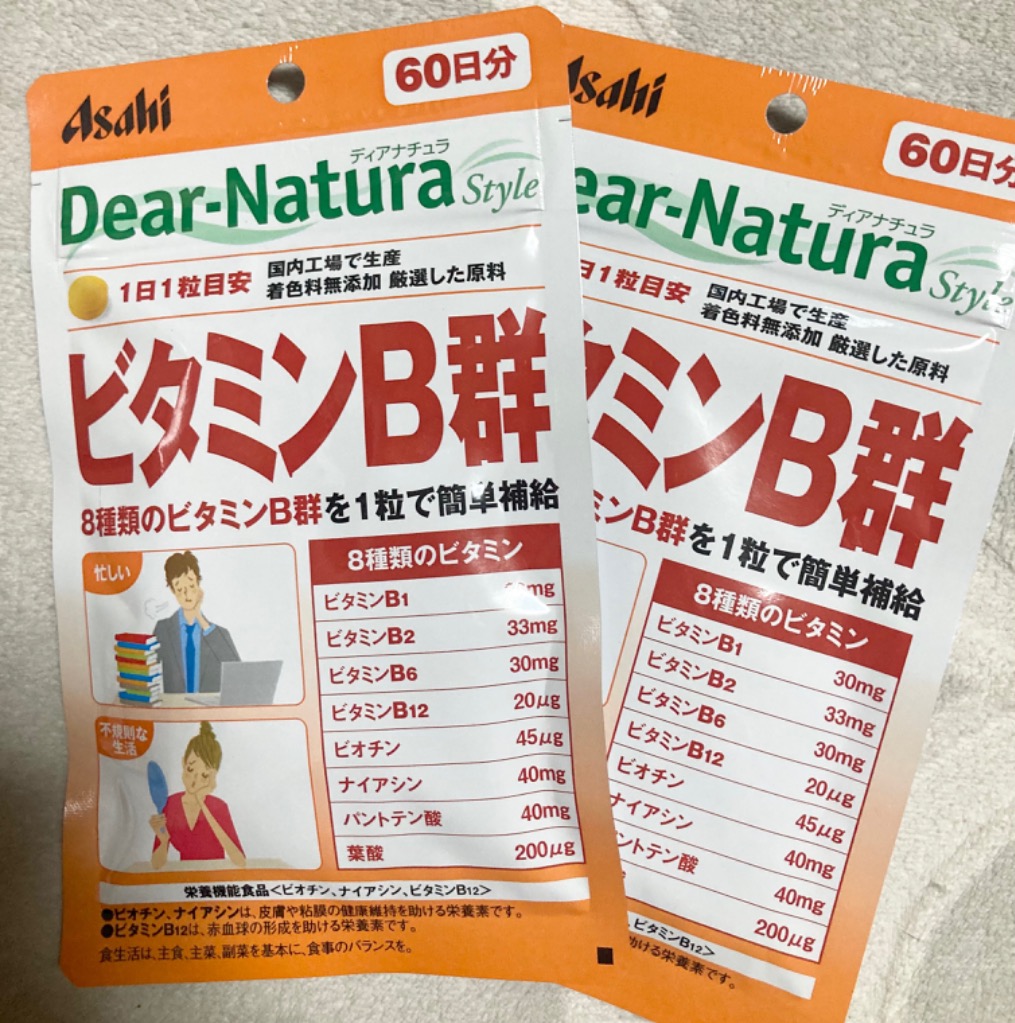 Asahi
60日分
ディアナチュラ
Dear-Natura Style
1日1粒目安
国内工場で生産
着色料無添加 厳選した原料
ビタミンB群
8種類のビタミンB群を1粒で簡単補給
忙しい
不規則な
生活
8種類のビタミン
ビタミンB1
ビタミンB2 33mg
ビタミンB6 30mg
ビタミンB12 20μg
ビオチン 45μg
ナイアシン 40mg
パントテン酸 40mg
葉酸 200μg
栄養機能食品<ビオチン、ナイアシン、ビタミンB12>
●ビオチン、ナイアシンは、皮膚や粘膜の健康維持を助ける栄養素です。
●ビタミンB12は、赤血球の形成を助ける栄養素です。
食生活は、主食、主菜、副菜を基本に、食事のバランスを。
Asahi
60日分
ディアナチュラ
ear-Natura Style
日1粒目安
国内工場で生産
着色料無添加 厳選した原料
ミンB群
ミンB群を1粒で簡単補給
8種類のビタミン
ビタミンB1 30mg
ビタミンB2 33mg
ビタミンB6 30mg
ビタミンB12 20μg
ビオチン 45μg
ナイアシン 40mg
ントテン酸 40mg
200μg
、ビタミンB12>
助ける栄養素です。